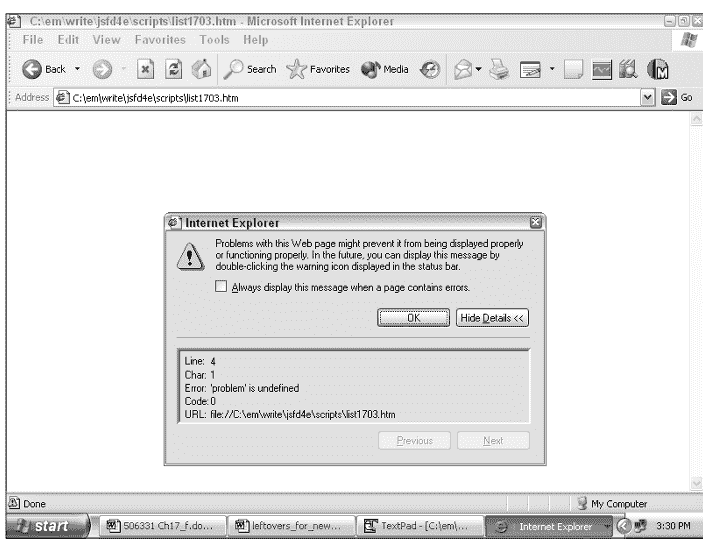 C:\em\write\jsfd4e\scripts\list1703.htm - Microsoft Internet Explorer
File Edit View Favorites Tools Help
Back Search Favorites Media
Address C:\em\write\jsfd4e\scripts\list1703.htm Go
Internet Explorer
Problems with this Web page might prevent it from being displayed properly
or functioning properly. In the future, you can display this message by
double-clicking the warning icon displayed in the status bar.
Always display this message when a page contains errors.
OK Hide Details <<
Line: 4
Char: 1
Error: 'problem' is undefined
Code: 0
URL: file://C:\em\write\jsfd4e\scripts\list1703.htm
Previous Next
Done My Computer
start 506331 Ch17_f.do... leftovers_for_new... TextPad - [C:\em\... Internet Explorer 3:30 PM